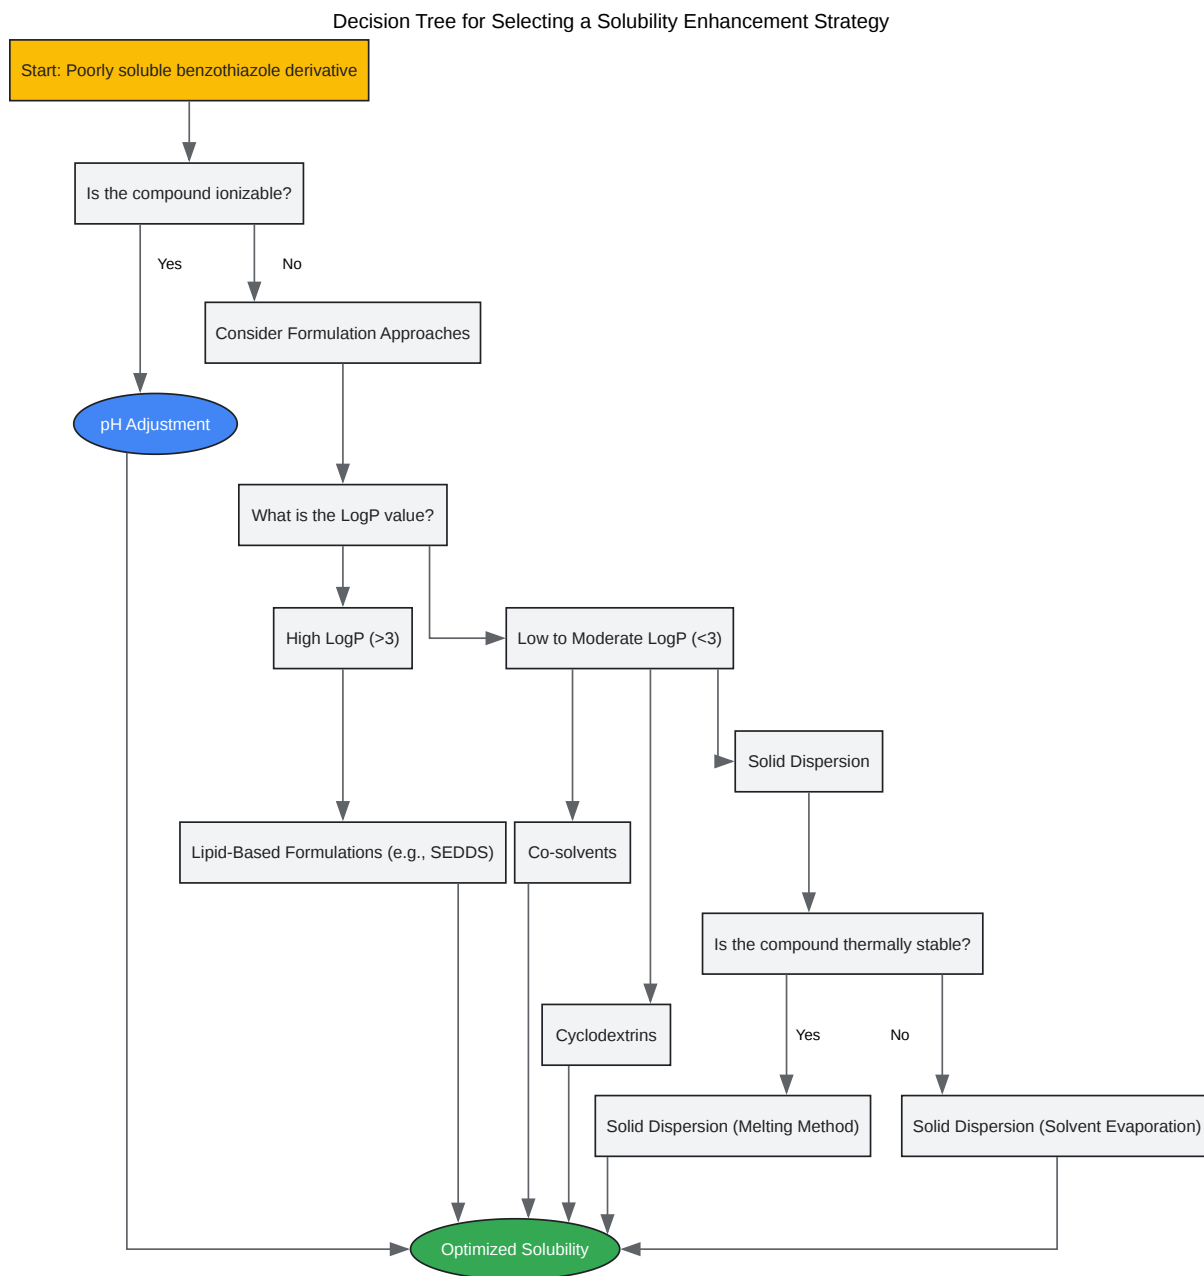 Decision Tree for Selecting a Solubility Enhancement Strategy
Start: Poorly soluble benzothiazole derivative
Is the compound ionizable?
Yes
No
Consider Formulation Approaches
pH Adjustment
What is the LogP value?
High LogP (>3)
Low to Moderate LogP (<3)
Solid Dispersion
Lipid-Based Formulations (e.g., SEDDS)
Co-solvents
Is the compound thermally stable?
Cyclodextrins
Yes
No
Solid Dispersion (Melting Method)
Solid Dispersion (Solvent Evaporation)
Optimized Solubility